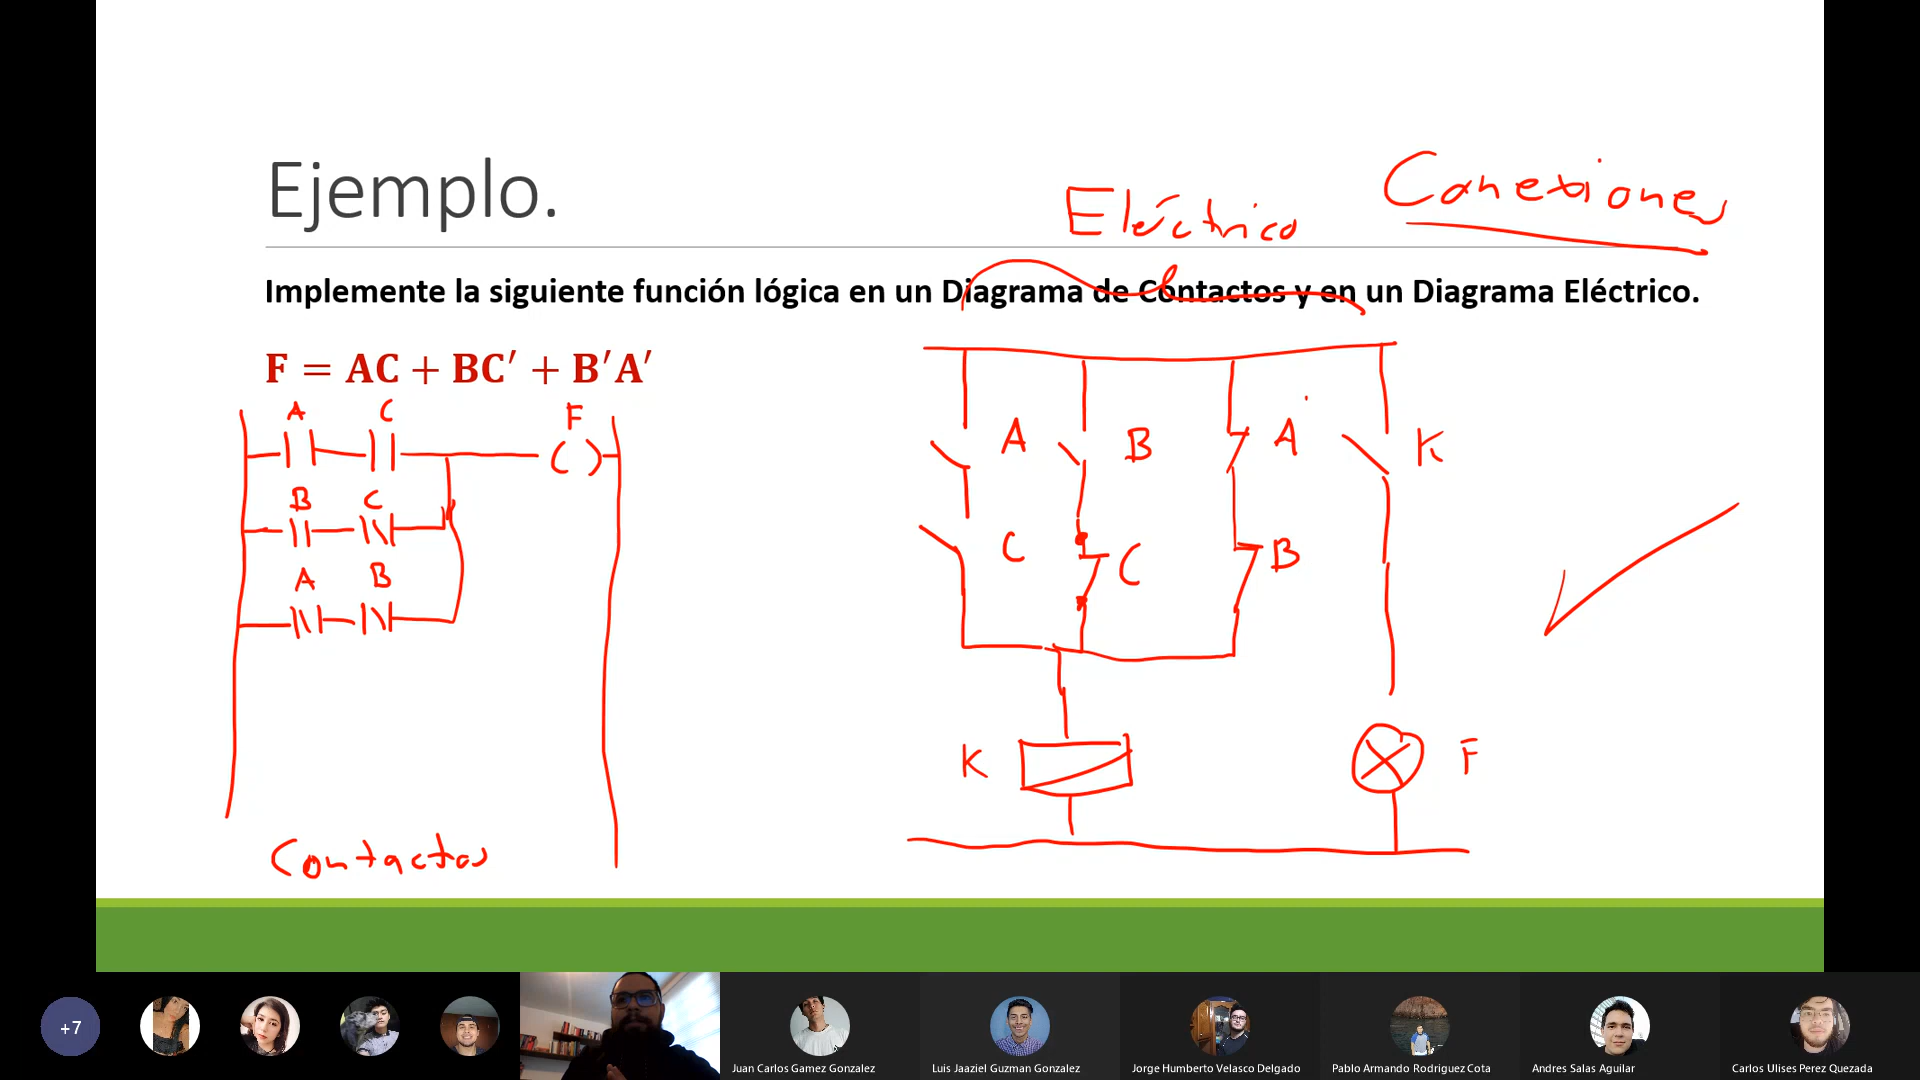 Ejemplo.
Eléctrico
Conexiones
Implemente la siguiente función lógica en un Diagrama de Contactos y en un Diagrama Eléctrico.
F = AC + BC′ + B′A′
A C F
( )
B C
A B
Contactos
A B A K
C C B
K F
+7
Juan Carlos Gamez Gonzalez
Luis Jaaziel Guzman Gonzalez
Jorge Humberto Velasco Delgado
Pablo Armando Rodriguez Cota
Andres Salas Aguilar
Carlos Ulises Perez Quezada